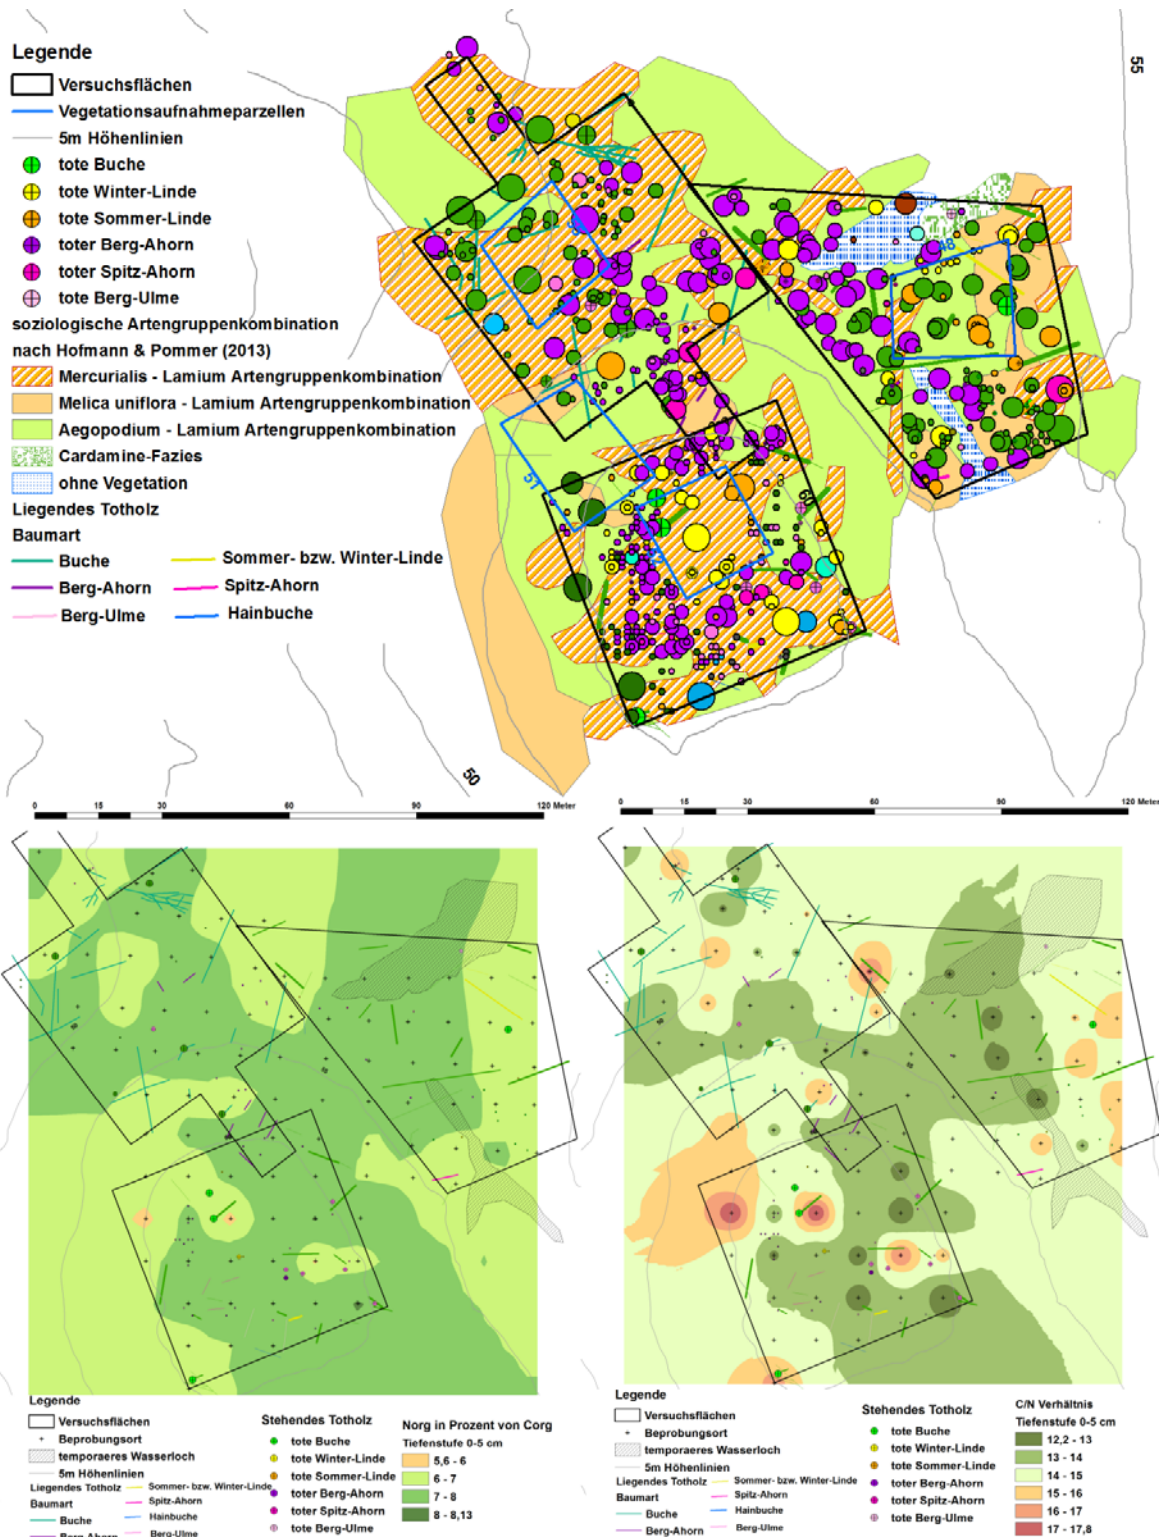 Legende
Versuchsflächen
Vegetationsaufnahmeparzellen
5m Höhenlinien
tote Buche
tote Winter-Linde
tote Sommer-Linde
toter Berg-Ahorn
toter Spitz-Ahorn
tote Berg-Ulme
soziologische Artengruppenkombination
nach Hofmann & Pommer (2013)
Mercurialis - Lamium Artengruppenkombination
Melica uniflora - Lamium Artengruppenkombination
Aegopodium - Lamium Artengruppenkombination
Cardamine-Fazies
ohne Vegetation
Liegendes Totholz
Baumart
Buche
Sommer- bzw. Winter-Linde
Berg-Ahorn
Spitz-Ahorn
Berg-Ulme
Hainbuche
55
48
51
60
50
0 15 30 60 90 120 Meter
0 15 30 60 90 120 Meter
Legende
Versuchsflächen
Beprobungsort
temporaeres Wasserloch
5m Höhenlinien
Liegendes Totholz
Sommer- bzw. Winter-Linde
Baumart
Spitz-Ahorn
Buche
Hainbuche
Berg-Ahorn
Berg-Ulme
Stehendes Totholz
tote Buche
tote Winter-Linde
tote Sommer-Linde
toter Berg-Ahorn
toter Spitz-Ahorn
tote Berg-Ulme
Norg in Prozent von Corg
Tiefenstufe 0-5 cm
5,6 - 6
6 - 7
7 - 8
8 - 8,13
Legende
Versuchsflächen
Beprobungsort
temporaeres Wasserloch
5m Höhenlinien
Liegendes Totholz
Sommer- bzw. Winter-Linde
Baumart
Spitz-Ahorn
Buche
Hainbuche
Berg-Ahorn
Berg-Ulme
Stehendes Totholz
tote Buche
tote Winter-Linde
tote Sommer-Linde
toter Berg-Ahorn
toter Spitz-Ahorn
tote Berg-Ulme
C/N Verhältnis
Tiefenstufe 0-5 cm
12,2 - 13
13 - 14
14 - 15
15 - 16
16 - 17
17 - 17,8